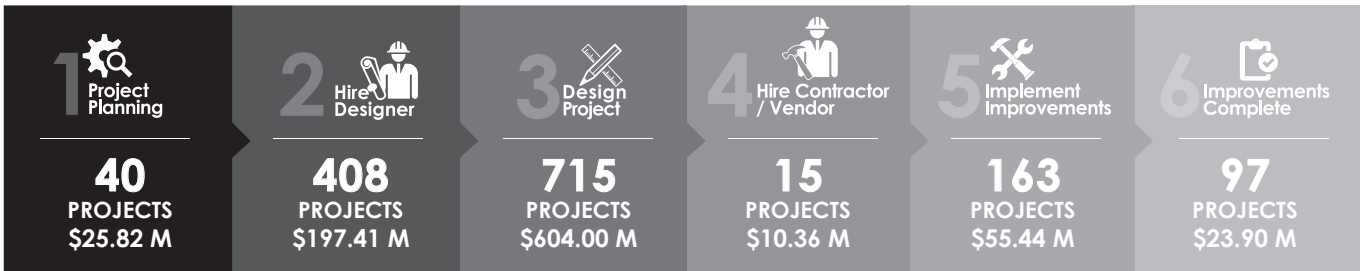 1
Project
Planning
40
PROJECTS
$25.82 M
2
Hire
Designer
408
PROJECTS
$197.41 M
3
Design
Project
715
PROJECTS
$604.00 M
4
Hire Contractor
/ Vendor
15
PROJECTS
$10.36 M
5
Implement
Improvements
163
PROJECTS
$55.44 M
6
Improvements
Complete
97
PROJECTS
$23.90 M